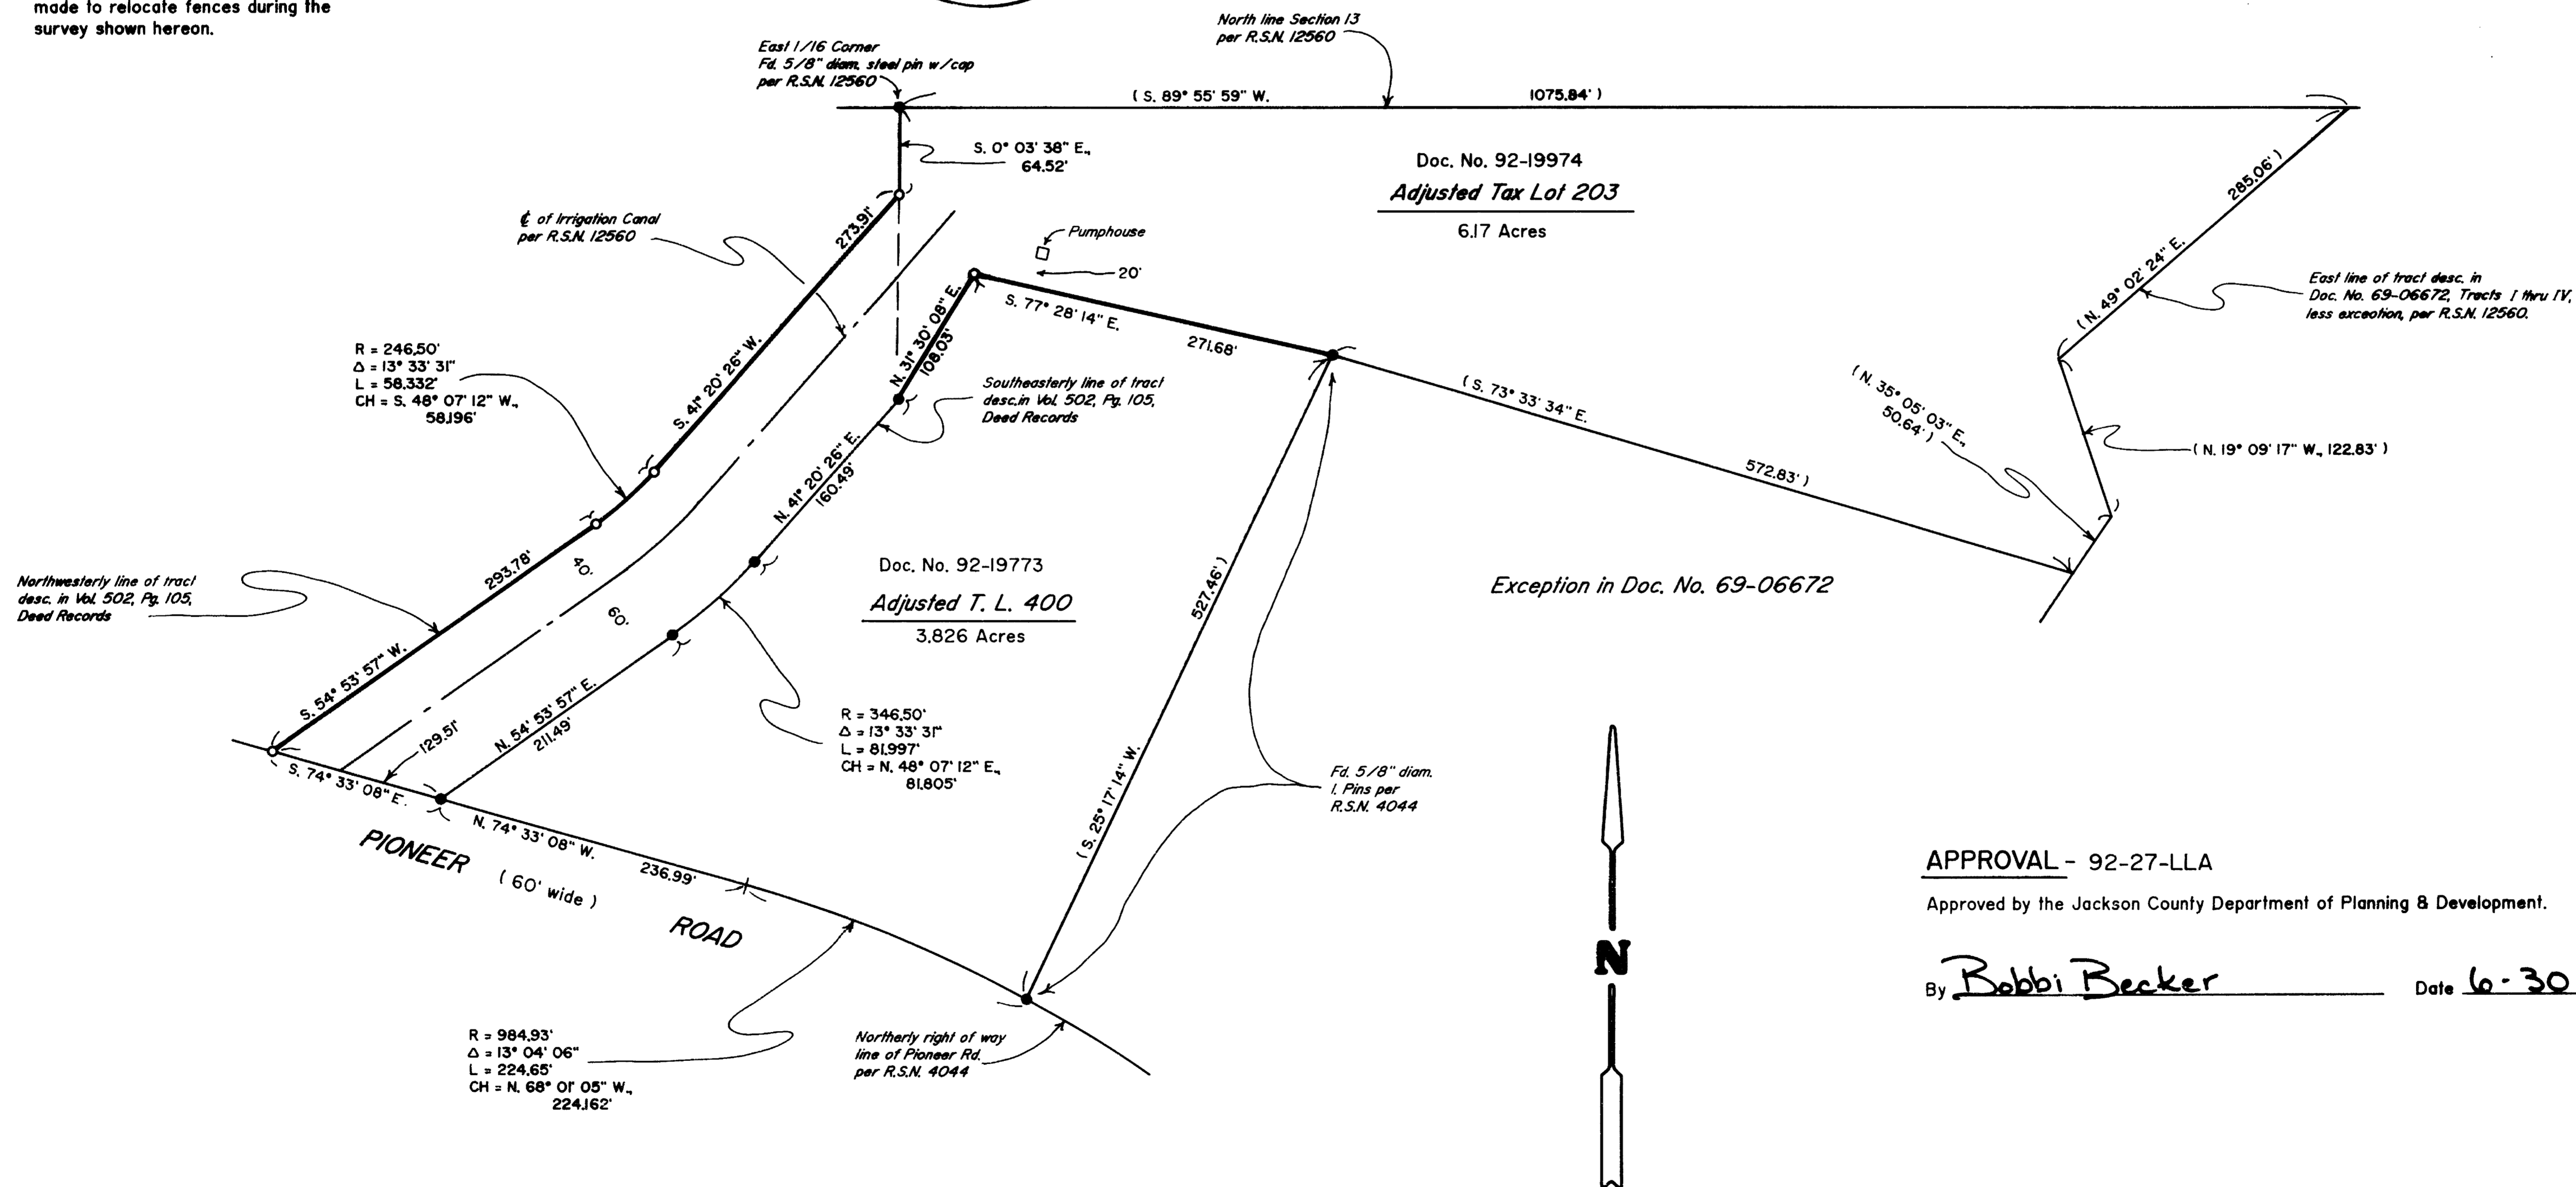 made to relocate fences during the
survey shown hereon.
North line Section 13
per R.S.N. 12560
East 1/16 Corner
Fd. 5/8" diam. steel pin w/cap
per R.S.N. 12560
( S. 89° 55' 59" W. 1075.84' )
S. 0° 03' 38" E.,
64.52'
Doc. No. 92-19974
Adjusted Tax Lot 203
6.17 Acres
285.06' )
( N. 49° 02' 24" E.
℄ of Irrigation Canal
per R.S.N. 12560
273.91'
S. 41° 20' 26" W.
Pumphouse
20'
S. 77° 28' 14" E.
271.68'
N. 31° 30' 08" E.
108.03'
East line of tract desc. in
Doc. No. 69-06672, Tracts I thru IV,
less exception, per R.S.N. 12560.
R = 246.50'
Δ = 13° 33' 31"
L = 58.332'
CH = S. 48° 07' 12" W.,
58.196'
Southeasterly line of tract
desc. in Vol. 502, Pg. 105,
Deed Records
( S. 73° 33' 34" E.
572.83' )
( N. 35° 05' 03" E.,
50.64' )
( N. 19° 09' 17" W., 122.83' )
N. 41° 20' 26" E.
160.49'
Northwesterly line of tract
desc. in Vol. 502, Pg. 105,
Deed Records
293.78'
S. 54° 53' 57" W.
40'
60'
Doc. No. 92-19773
Adjusted T. L. 400
3.826 Acres
527.46' )
( S. 25° 17' 14" W.
Exception in Doc. No. 69-06672
N. 54° 53' 57" E.
211.49'
129.51'
S. 74° 33' 08" E.
R = 346.50'
Δ = 13° 33' 31"
L = 81.997'
CH = N. 48° 07' 12" E.,
81.805'
Fd. 5/8" diam.
I. Pins per
R.S.N. 4044
N. 74° 33' 08" W.
236.99'
PIONEER ( 60' wide ) ROAD
N
APPROVAL - 92-27-LLA
Approved by the Jackson County Department of Planning & Development.
By Bobbi Becker Date 6-30
R = 984.93'
Δ = 13° 04' 06"
L = 224.65'
CH = N. 68° 01' 05" W.,
224.162'
Northerly right of way
line of Pioneer Rd.
per R.S.N. 4044